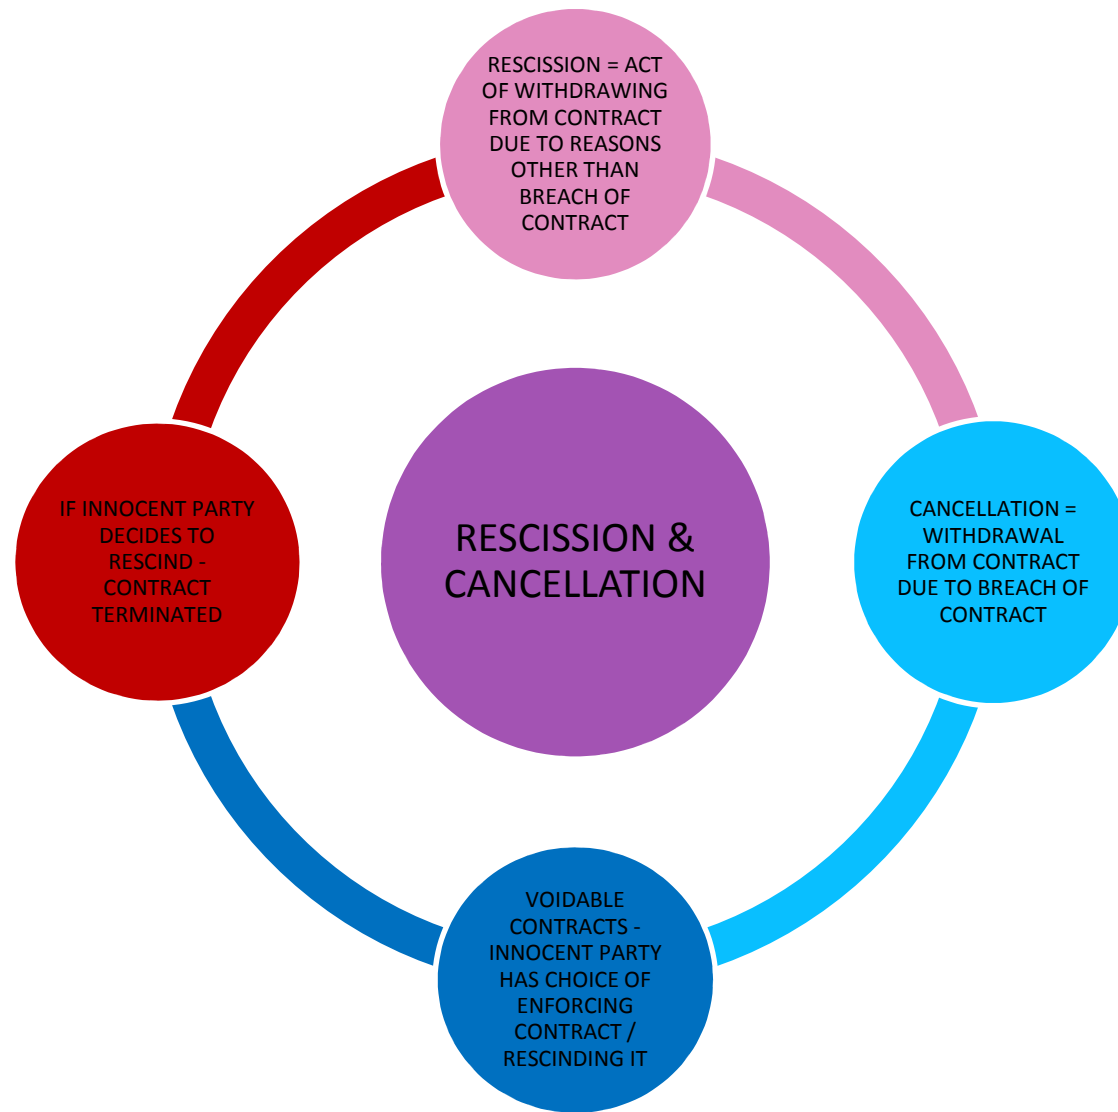 RESCISSION = ACT
OF WITHDRAWING
FROM CONTRACT
DUE TO REASONS
OTHER THAN
BREACH OF
CONTRACT
CANCELLATION =
WITHDRAWAL
FROM CONTRACT
DUE TO BREACH OF
CONTRACT
VOIDABLE
CONTRACTS -
INNOCENT PARTY
HAS CHOICE OF
ENFORCING
CONTRACT /
RESCINDING IT
IF INNOCENT PARTY
DECIDES TO
RESCIND -
CONTRACT
TERMINATED
RESCISSION &
CANCELLATION